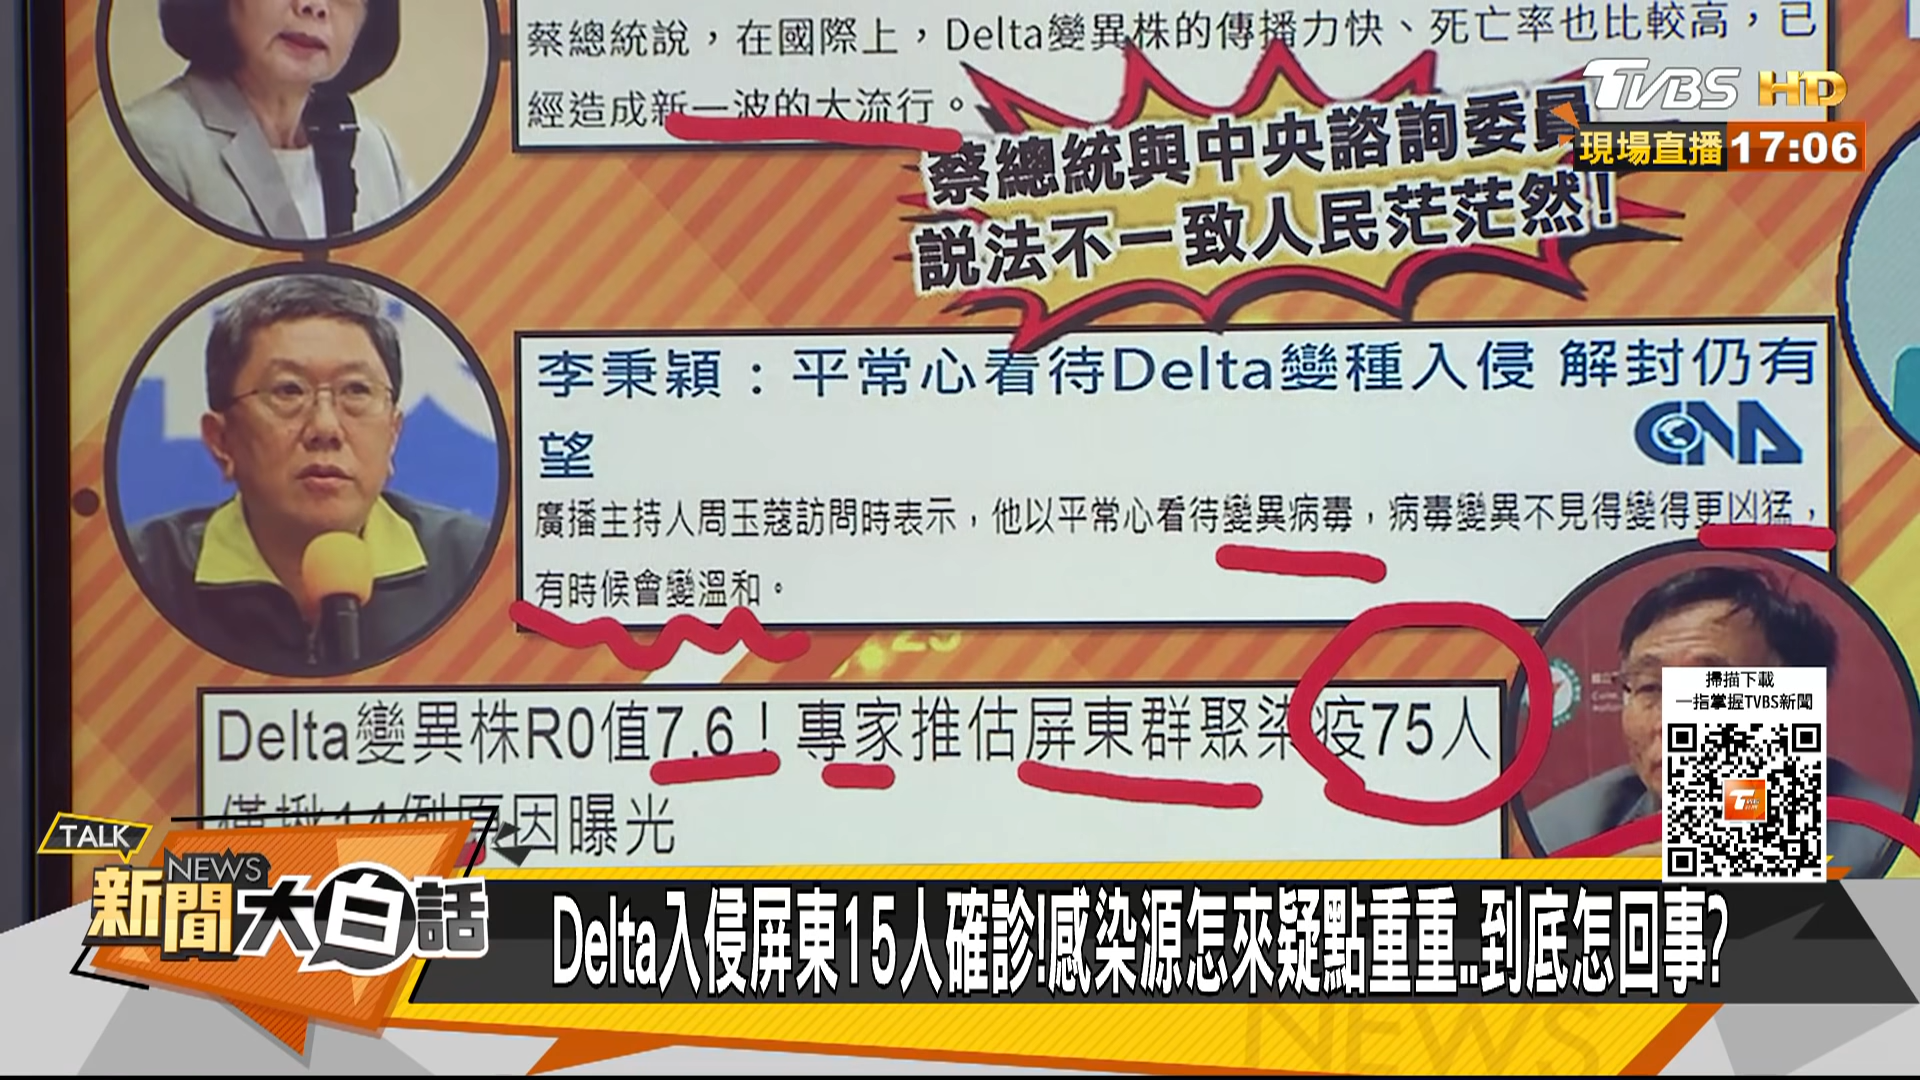 蔡總統說，在國際上，Delta變異株的傳播力快、死亡率也比較高，已
經造成新一波的大流行。
TVBS HD
現場直播 17:06
蔡總統與中央諮詢委員
說法不一致人民茫茫然!
李秉穎：平常心看待Delta變種入侵 解封仍有
望
CNA
廣播主持人周玉蔻訪問時表示，他以平常心看待變異病毒，病毒變異不見得變得更凶猛，
有時候會變溫和。
Delta變異株R0值7.6！專家推估屏東群聚染疫75人
僅揪14例原因曝光
掃描下載
一指掌握TVBS新聞
TALK
NEWS
新聞大白話
Delta入侵屏東15人確診!感染源怎來疑點重重..到底怎回事?
NEWS